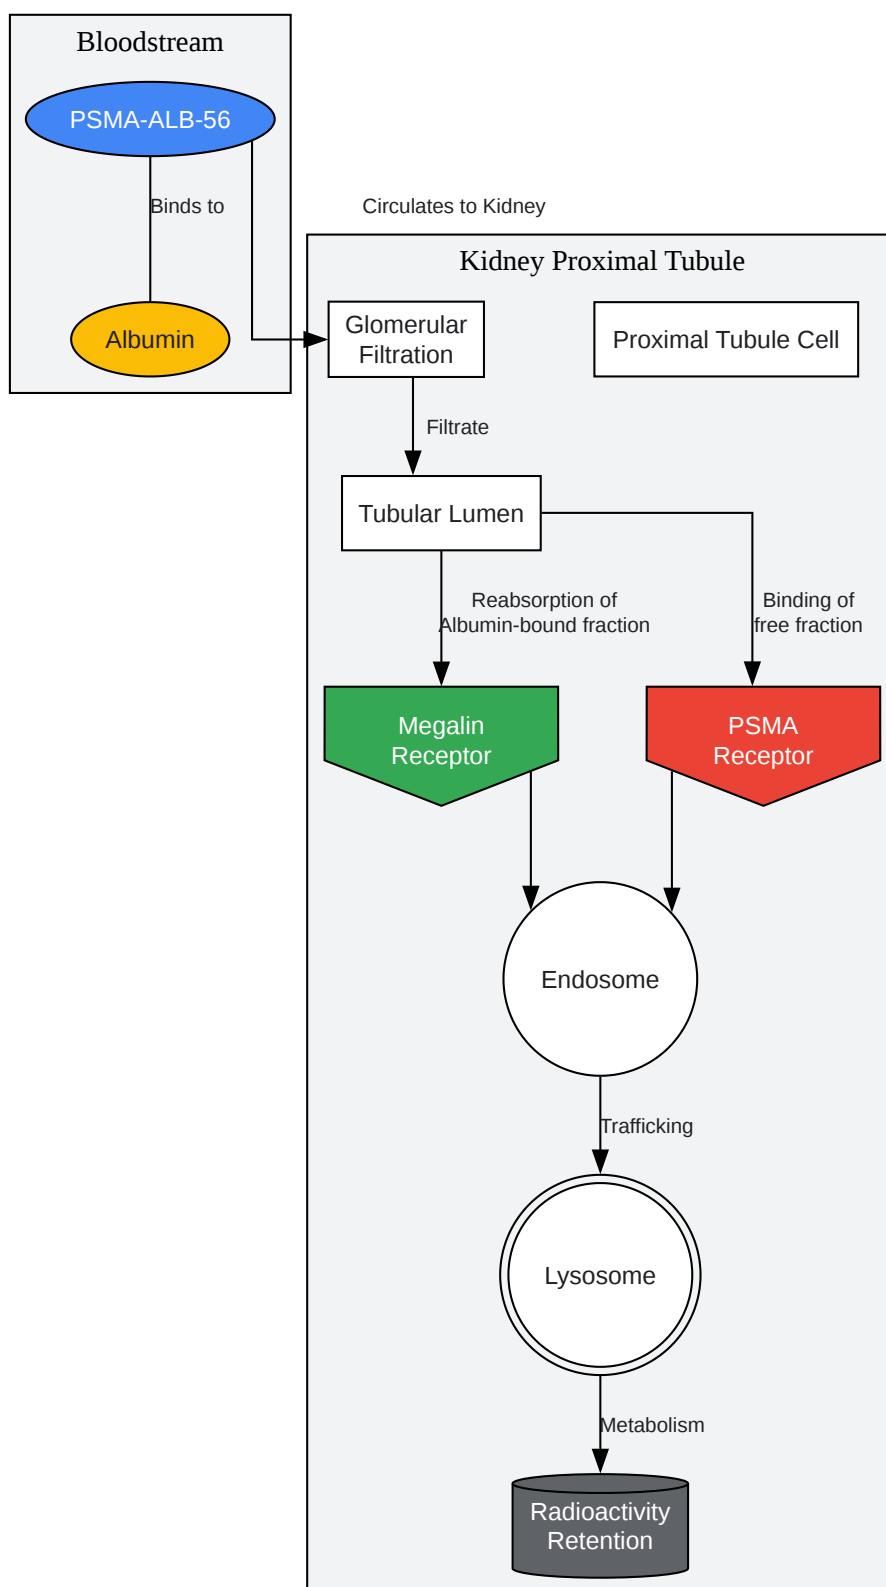 Bloodstream
PSMA-ALB-56
Binds to
Circulates to Kidney
Kidney Proximal Tubule
Albumin
Glomerular
Filtration
Proximal Tubule Cell
Filtrate
Tubular Lumen
Reabsorption of
Albumin-bound fraction
Binding of
free fraction
Megalin
Receptor
PSMA
Receptor
Endosome
Trafficking
Lysosome
Metabolism
Radioactivity
Retention